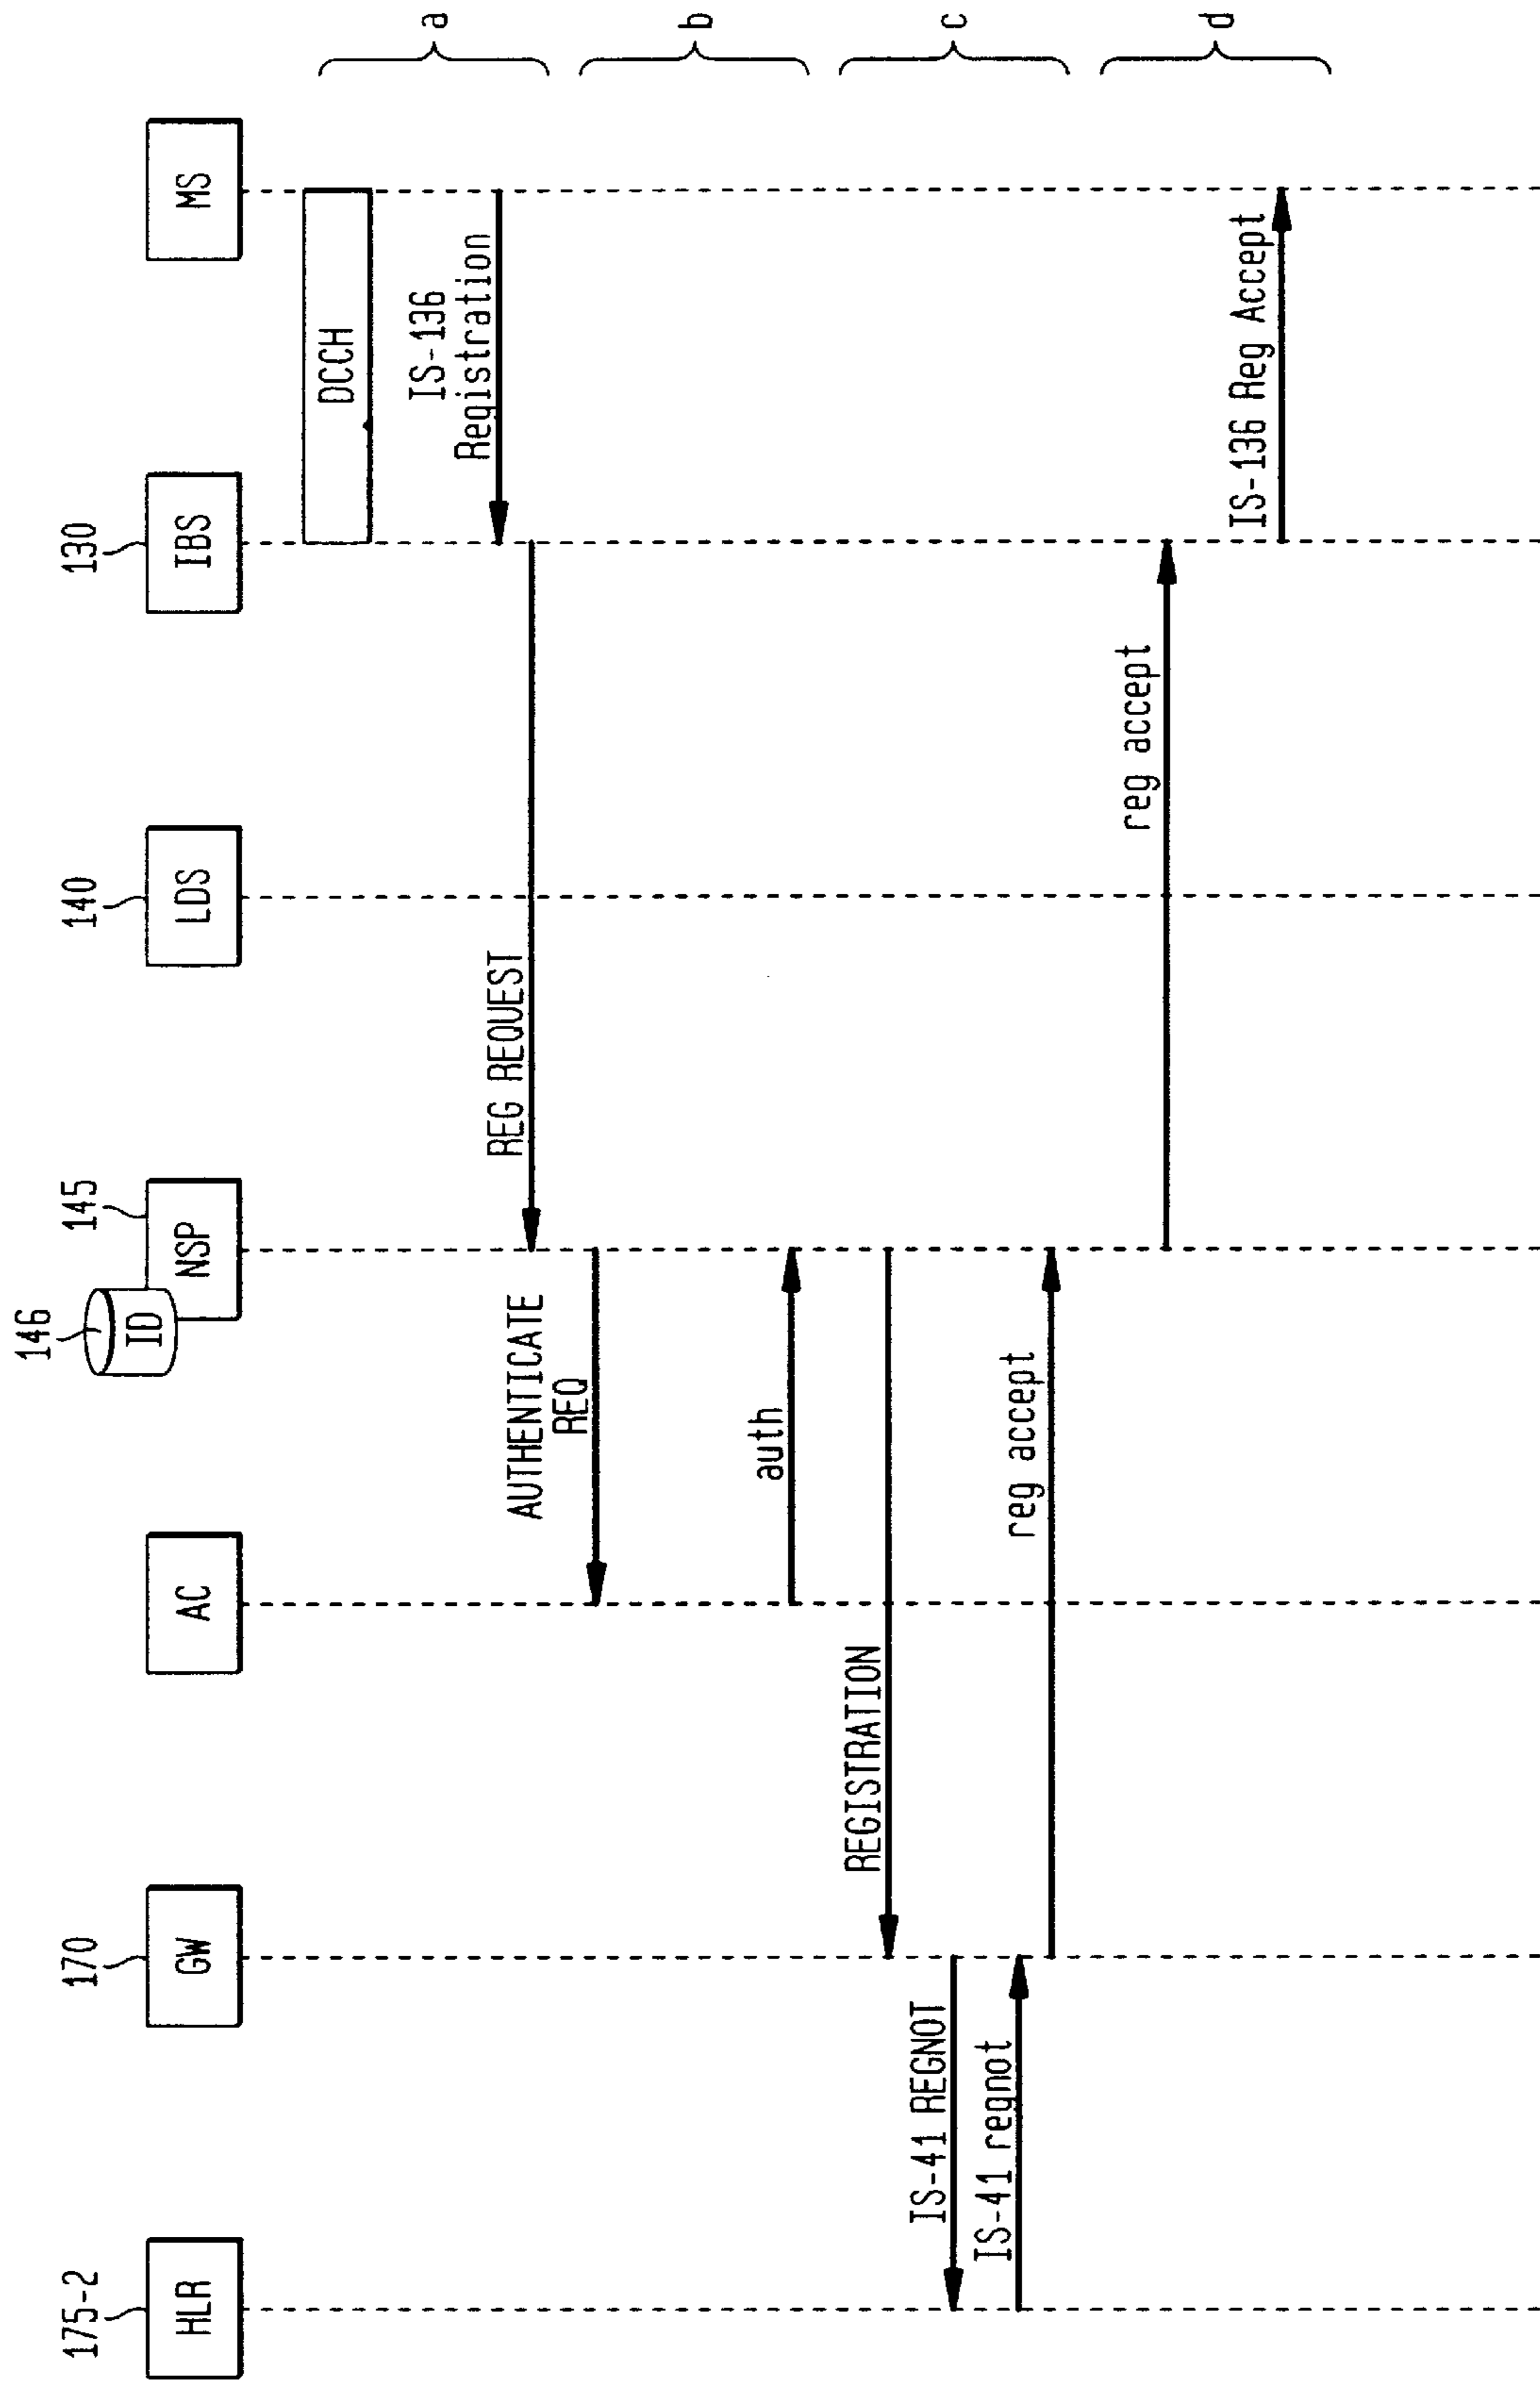 175-2
170
146
145
140
130
HLR
GW
AC
ID
NSP
LDS
IBS
MS
DCCH
a
IS-136
Registration
REG REQUEST
AUTHENTICATE
REQ
b
auth
REGISTRATION
c
IS-41 REGNOT
IS-41 regnot
reg accept
reg accept
d
IS-136 Reg Accept